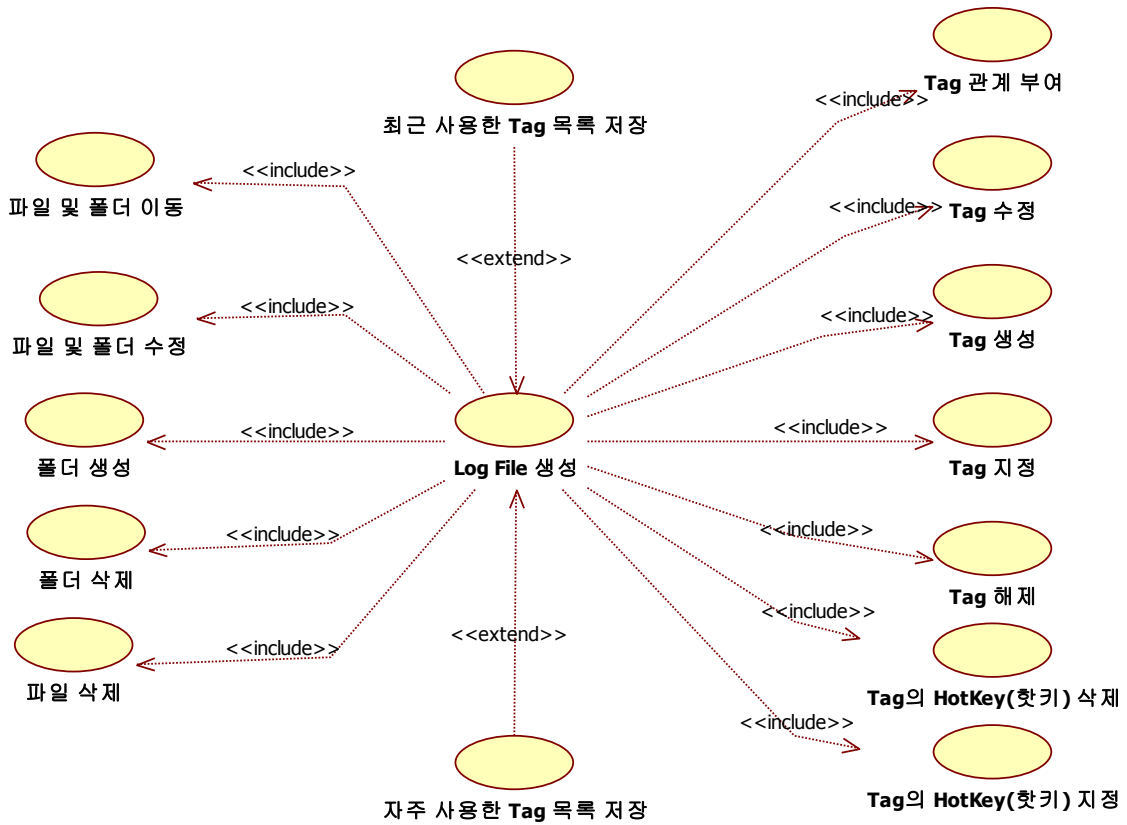 <<include>>
Tag 관계 부여
최근 사용한 Tag 목록 저장
<<include>>
파일 및 폴더 이동
<<include>>
Tag 수정
<<extend>>
<<include>>
파일 및 폴더 수정
<<include>>
Tag 생성
<<include>>
폴더 생성
Log File 생성
<<include>>
Tag 지정
<<include>>
폴더 삭제
<<include>>
Tag 해제
<<include>>
파일 삭제
<<extend>>
<<include>>
Tag의 HotKey(핫키) 삭제
<<include>>
Tag의 HotKey(핫키) 지정
자주 사용한 Tag 목록 저장